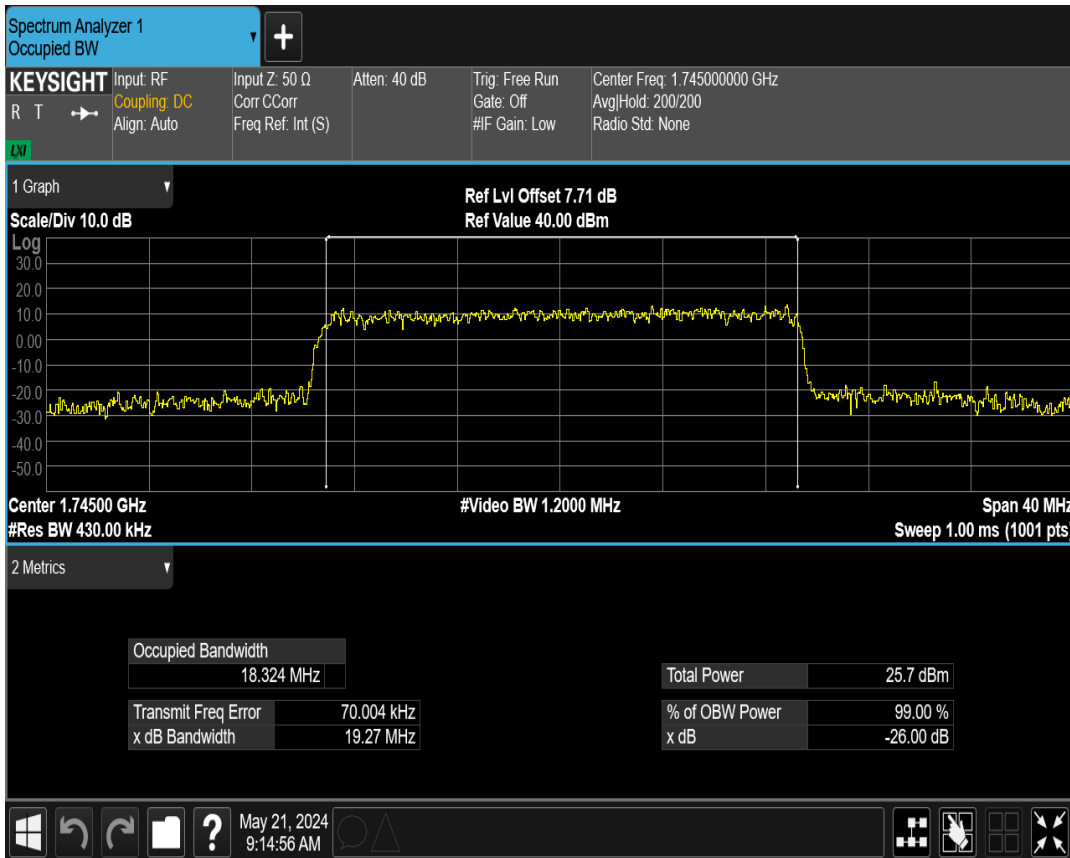 Spectrum Analyzer 1
Occupied BW
KEYSIGHT
R T
LXI
Input: RF
Coupling: DC
Align: Auto
Input Z: 50 Ω
Corr CCorr
Freq Ref: Int (S)
Atten: 40 dB
Trig: Free Run
Gate: Off
#IF Gain: Low
Center Freq: 1.745000000 GHz
Avg|Hold: 200/200
Radio Std: None
1 Graph
Scale/Div 10.0 dB
Ref Lvl Offset 7.71 dB
Ref Value 40.00 dBm
Log
30.0
20.0
10.0
0.00
-10.0
-20.0
-30.0
-40.0
-50.0
Center 1.74500 GHz
#Video BW 1.2000 MHz
Span 40 MHz
#Res BW 430.00 kHz
Sweep 1.00 ms (1001 pts)
2 Metrics
Occupied Bandwidth
18.324 MHz
Total Power 25.7 dBm
Transmit Freq Error 70.004 kHz
% of OBW Power 99.00 %
x dB Bandwidth 19.27 MHz
x dB -26.00 dB
?
May 21, 2024
9:14:56 AM